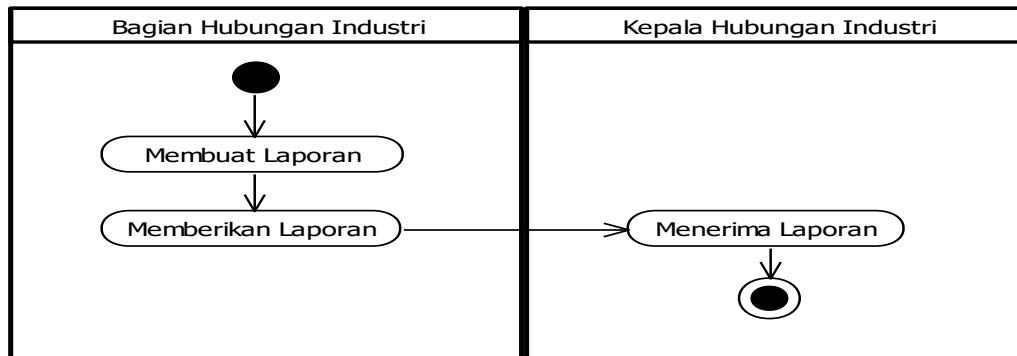 Bagian Hubungan Industri
Kepala Hubungan Industri
Membuat Laporan
Memberikan Laporan
Menerima Laporan